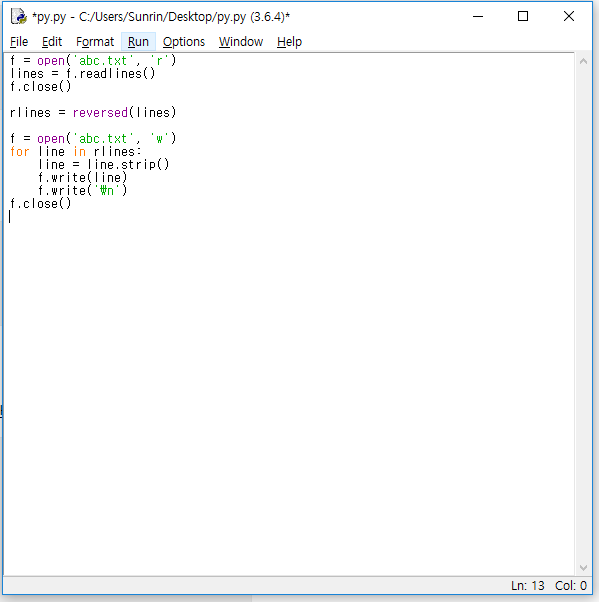 *py.py - C:/Users/Sunrin/Desktop/py.py (3.6.4)*
File Edit Format Run Options Window Help
f = open('abc.txt', 'r')
lines = f.readlines()
f.close()

rlines = reversed(lines)

f = open('abc.txt', 'w')
for line in rlines:
    line = line.strip()
    f.write(line)
    f.write('₩n')
f.close()
Ln: 13 Col: 0